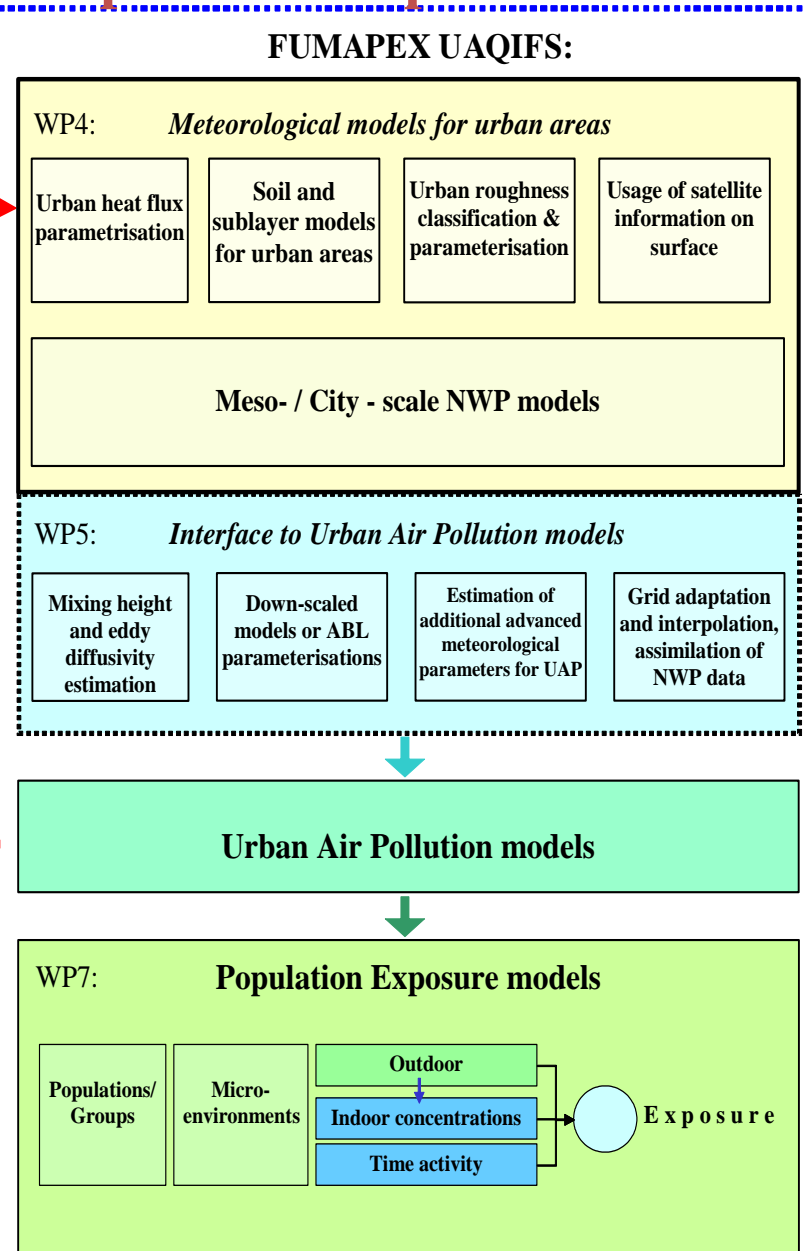 FUMAPEX UAQIFS:
WP4: Meteorological models for urban areas
Urban heat flux
parametrisation
Soil and
sublayer models
for urban areas
Urban roughness
classification &
parameterisation
Usage of satellite
information on
surface
Meso- / City - scale NWP models
WP5: Interface to Urban Air Pollution models
Mixing height
and eddy
diffusivity
estimation
Down-scaled
models or ABL
parameterisations
Estimation of
additional advanced
meteorological
parameters for UAP
Grid adaptation
and interpolation,
assimilation of
NWP data
Urban Air Pollution models
WP7: Population Exposure models
Populations/
Groups
Micro-
environments
Outdoor
Indoor concentrations
Time activity
Exposure